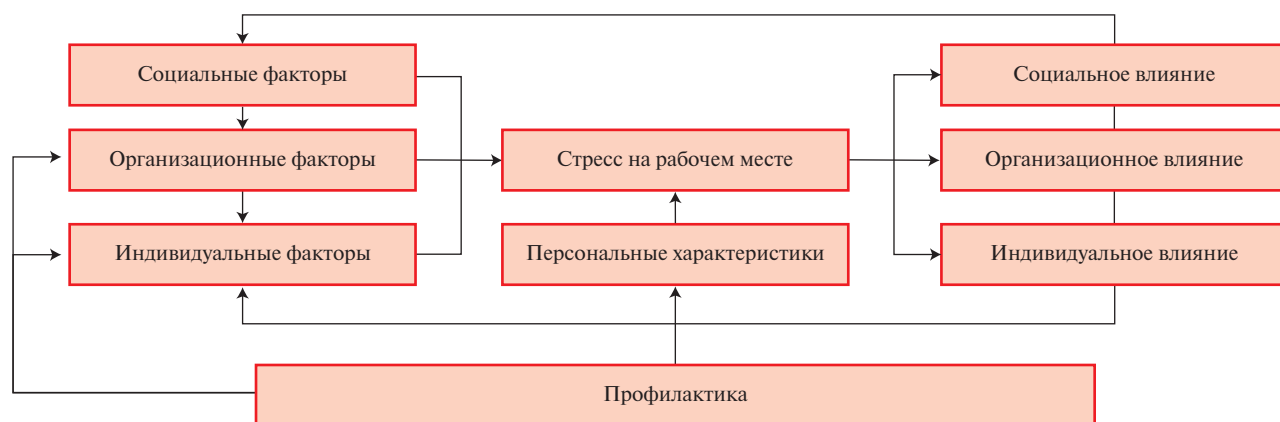 Социальные факторы
Социальное влияние
Организационные факторы
Стресс на рабочем месте
Организационное влияние
Индивидуальные факторы
Персональные характеристики
Индивидуальное влияние
Профилактика